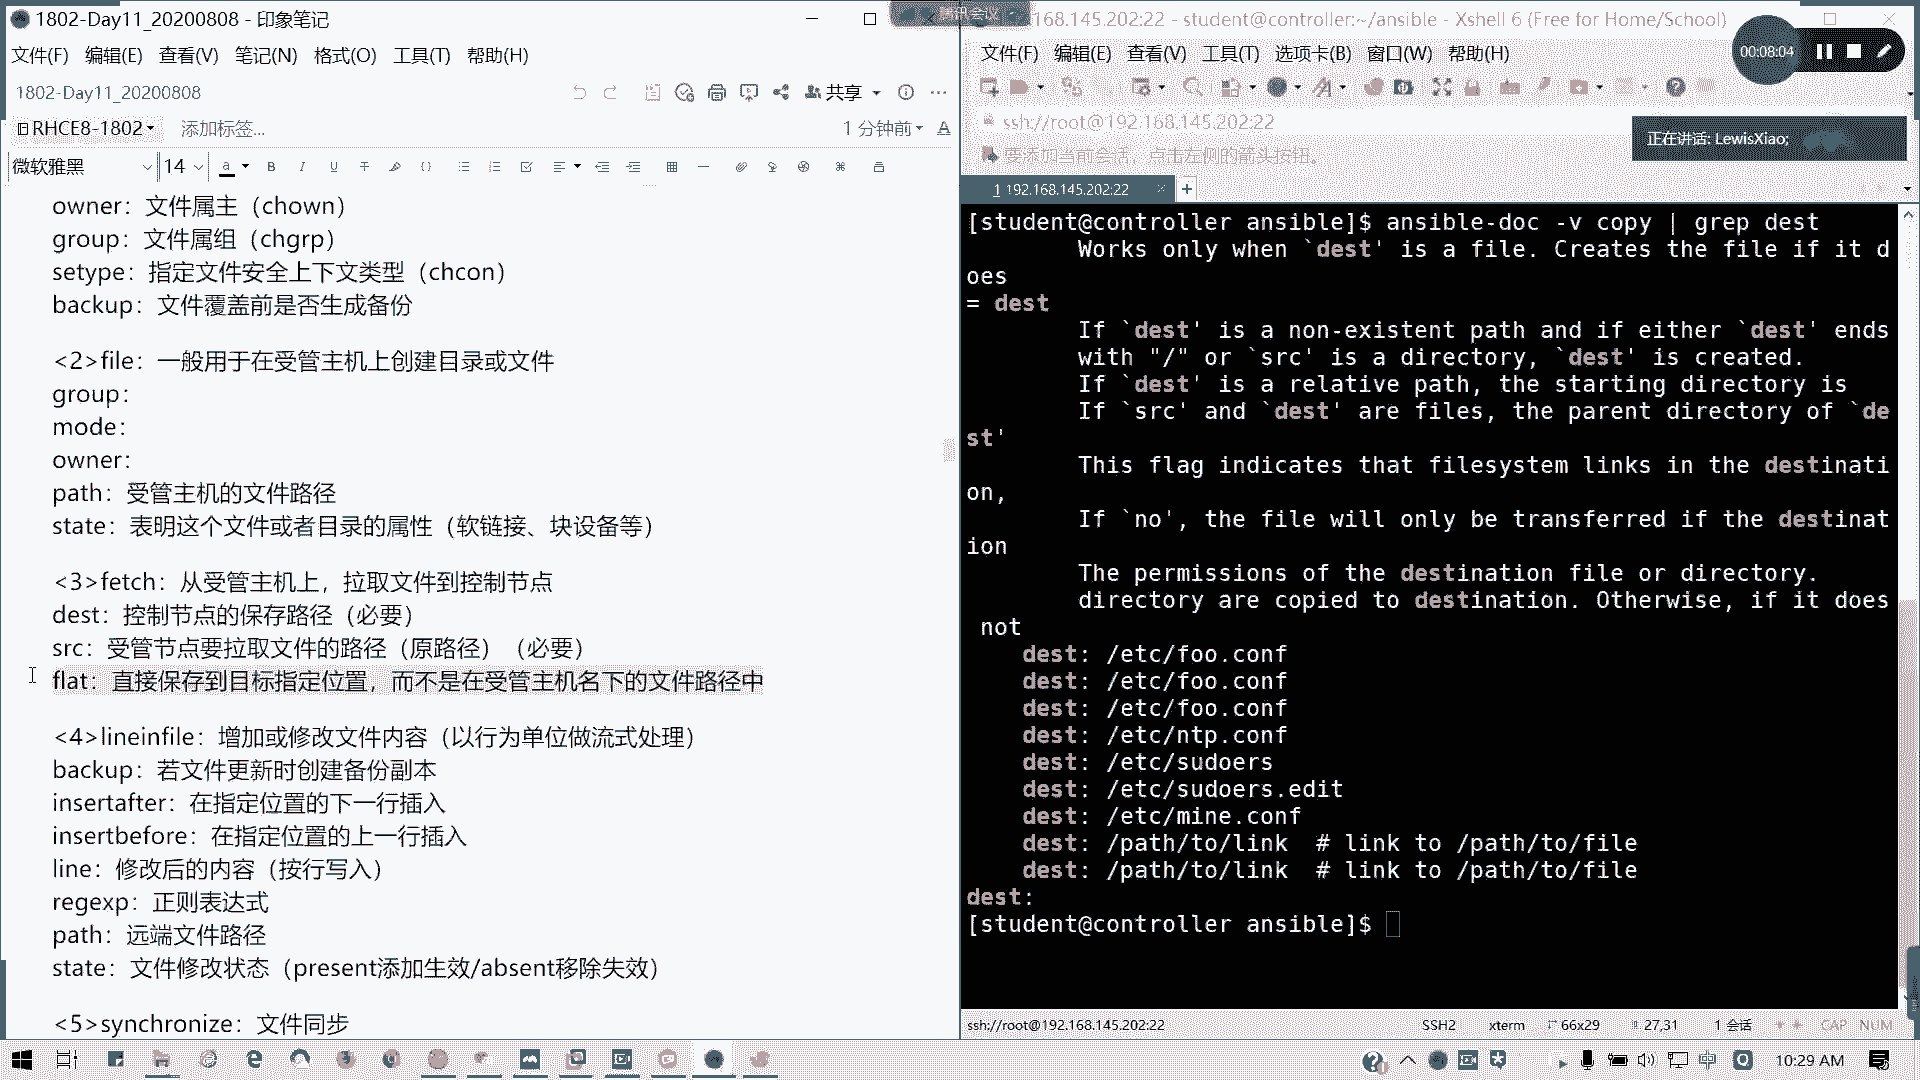 1802-Day11_20200808 - 印象笔记
文件(F) 编辑(E) 查看(V) 笔记(N) 格式(O) 工具(T) 帮助(H)
1802-Day11_20200808
共享
RHCE8-1802
添加标签...
1 分钟前
微软雅黑
14
owner：文件属主（chown）
group：文件属组（chgrp）
setype：指定文件安全上下文类型（chcon）
backup：文件覆盖前是否生成备份
<2>file：一般用于在受管主机上创建目录或文件
group：
mode：
owner：
path：受管主机的文件路径
state：表明这个文件或者目录的属性（软链接、块设备等）
<3>fetch：从受管主机上，拉取文件到控制节点
dest：控制节点的保存路径（必要）
src：受管节点要拉取文件的路径（原路径）（必要）
flat：直接保存到目标指定位置，而不是在受管主机名下的文件路径中
<4>lineinfile：增加或修改文件内容（以行为单位做流式处理）
backup：若文件更新时创建备份副本
insertafter：在指定位置的下一行插入
insertbefore：在指定位置的上一行插入
line：修改后的内容（按行写入）
regexp：正则表达式
path：远端文件路径
state：文件修改状态（present添加生效/absent移除失效）
<5>synchronize：文件同步
腾讯会议
168.145.202:22 - student@controller:~/ansible - Xshell 6 (Free for Home/School)
00:08:04
文件(F) 编辑(E) 查看(V) 工具(T) 选项卡(B) 窗口(W) 帮助(H)
ssh://root@192.168.145.202:22
正在讲话: LewisXiao;
要添加当前会话，点击左侧的箭头按钮。
1 192.168.145.202:22
[student@controller ansible]$ ansible-doc -v copy | grep dest
Works only when `dest' is a file. Creates the file if it d
oes
= dest
If `dest' is a non-existent path and if either `dest' ends
with "/" or `src' is a directory, `dest' is created.
If `dest' is a relative path, the starting directory is
If `src' and `dest' are files, the parent directory of `de
st'
This flag indicates that filesystem links in the destinati
on,
If `no', the file will only be transferred if the destinat
ion
The permissions of the destination file or directory.
directory are copied to destination. Otherwise, if it does
not
dest: /etc/foo.conf
dest: /etc/foo.conf
dest: /etc/foo.conf
dest: /etc/ntp.conf
dest: /etc/sudoers
dest: /etc/sudoers.edit
dest: /etc/mine.conf
dest: /path/to/link # link to /path/to/file
dest: /path/to/link # link to /path/to/file
dest:
[student@controller ansible]$
ssh://root@192.168.145.202:22
SSH2 xterm 66x29 27,31 1 会话 CAP NUM
中
10:29 AM